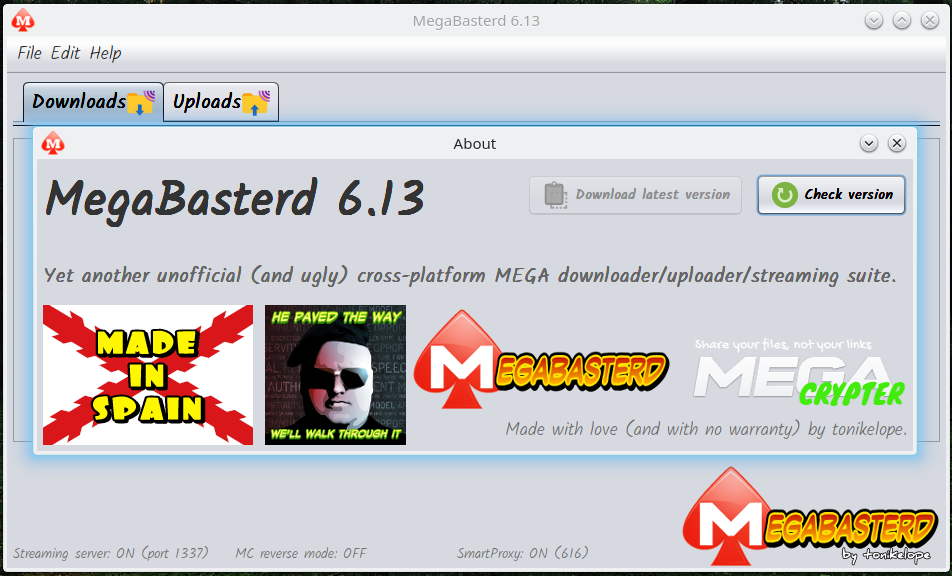 MegaBasterd 6.13
File Edit Help
Downloads Uploads
About
MegaBasterd 6.13
Download latest version
Check version
Yet another unofficial (and ugly) cross-platform MEGA downloader/uploader/streaming suite.
MADE
IN
SPAIN
HE PAVED THE WAY
WE'LL WALK THROUGH IT
MEGABASTERD
Share your files, not your links
MEGA
CRYPTER
Made with love (and with no warranty) by tonikelope.
MEGABASTERD
by tonikelope
Streaming server: ON (port 1337) MC reverse mode: OFF SmartProxy: ON (616)